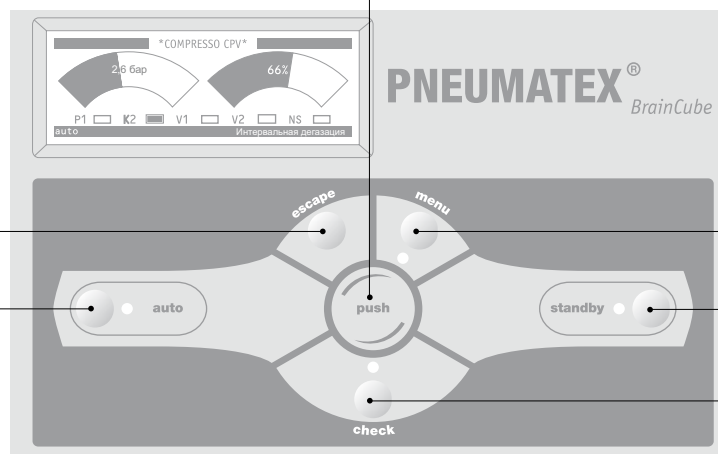 *COMPRESSO CPV*
2,6 бар
66%
P1 K2 V1 V2 NS
auto Интервальная дегазация
PNEUMATEX®
BrainCube
escape
menu
auto
push
standby
check